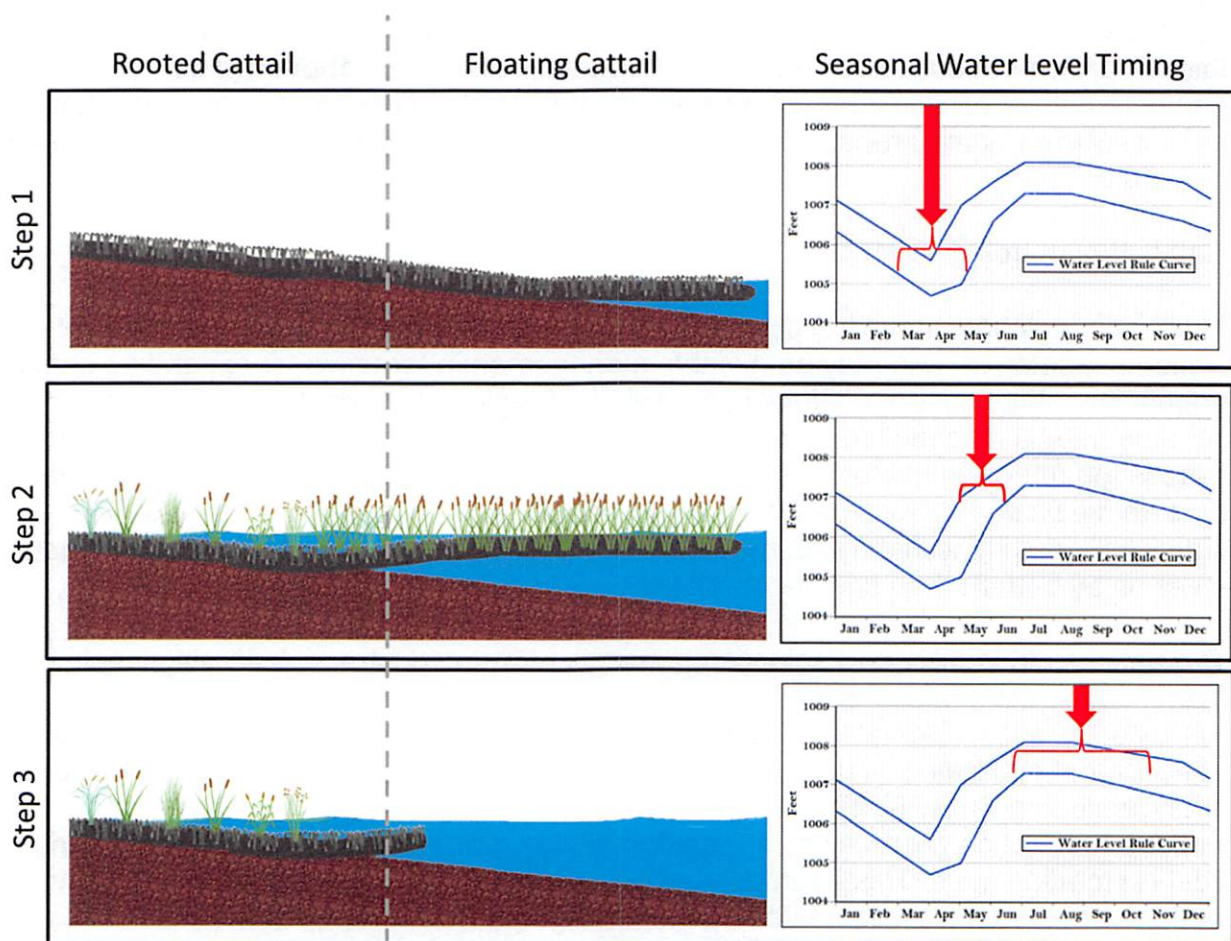 Rooted Cattail
Floating Cattail
Seasonal Water Level Timing
Step 1
1009
1008
1007
1006
1005
1004
Feet
Water Level Rule Curve
Jan Feb Mar Apr May Jun Jul Aug Sep Oct Nov Dec
Step 2
1009
1008
1007
1006
1005
1004
Feet
Water Level Rule Curve
Jan Feb Mar Apr May Jun Jul Aug Sep Oct Nov Dec
Step 3
1009
1008
1007
1006
1005
1004
Feet
Water Level Rule Curve
Jan Feb Mar Apr May Jun Jul Aug Sep Oct Nov Dec